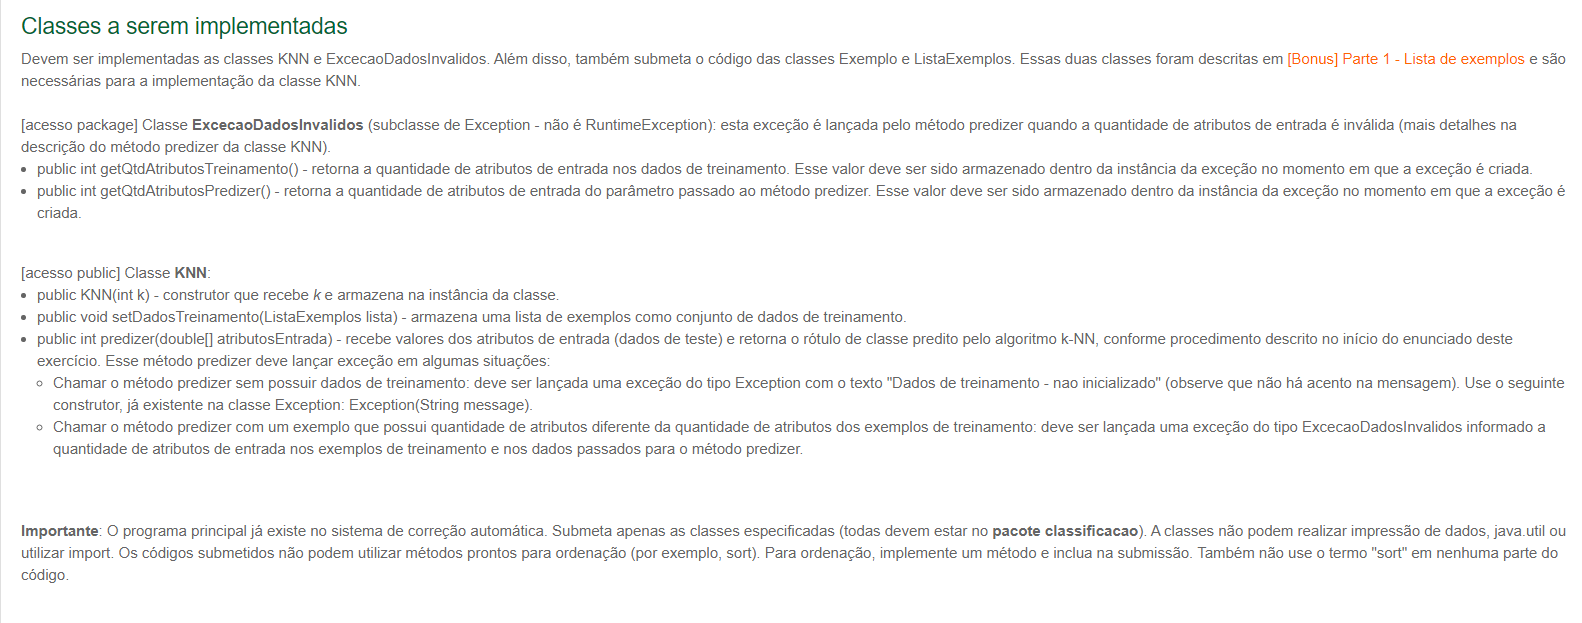 Classes a serem implementadas
Devem ser implementadas as classes KNN e ExcecaoDadosInvalidos. Além disso, também submeta o código das classes Exemplo e ListaExemplos. Essas duas classes foram descritas em [Bonus] Parte 1 - Lista de exemplos e são
necessárias para a implementação da classe KNN.
[acesso package] Classe ExcecaoDadosInvalidos (subclasse de Exception - não é RuntimeException): esta exceção é lançada pelo método predizer quando a quantidade de atributos de entrada é inválida (mais detalhes na
descrição do método predizer da classe KNN).
• public int getQtdAtributosTreinamento() - retorna a quantidade de atributos de entrada nos dados de treinamento. Esse valor deve ser sido armazenado dentro da instância da exceção no momento em que a exceção é criada.
• public int getQtdAtributosPredizer() - retorna a quantidade de atributos de entrada do parâmetro passado ao método predizer. Esse valor deve ser sido armazenado dentro da instância da exceção no momento em que a exceção é
criada.
[acesso public] Classe KNN:
• public KNN(int k) - construtor que recebe k e armazena na instância da classe.
• public void setDadosTreinamento(ListaExemplos lista) - armazena uma lista de exemplos como conjunto de dados de treinamento.
• public int predizer(double[] atributosEntrada) - recebe valores dos atributos de entrada (dados de teste) e retorna o rótulo de classe predito pelo algoritmo k-NN, conforme procedimento descrito no início do enunciado deste
exercício. Esse método predizer deve lançar exceção em algumas situações:
◦ Chamar o método predizer sem possuir dados de treinamento: deve ser lançada uma exceção do tipo Exception com o texto "Dados de treinamento - nao inicializado" (observe que não há acento na mensagem). Use o seguinte
construtor, já existente na classe Exception: Exception(String message).
◦ Chamar o método predizer com um exemplo que possui quantidade de atributos diferente da quantidade de atributos dos exemplos de treinamento: deve ser lançada uma exceção do tipo ExcecaoDadosInvalidos informado a
quantidade de atributos de entrada nos exemplos de treinamento e nos dados passados para o método predizer.
Importante: O programa principal já existe no sistema de correção automática. Submeta apenas as classes especificadas (todas devem estar no pacote classificacao). A classes não podem realizar impressão de dados, java.util ou
utilizar import. Os códigos submetidos não podem utilizar métodos prontos para ordenação (por exemplo, sort). Para ordenação, implemente um método e inclua na submissão. Também não use o termo "sort" em nenhuma parte do
código.